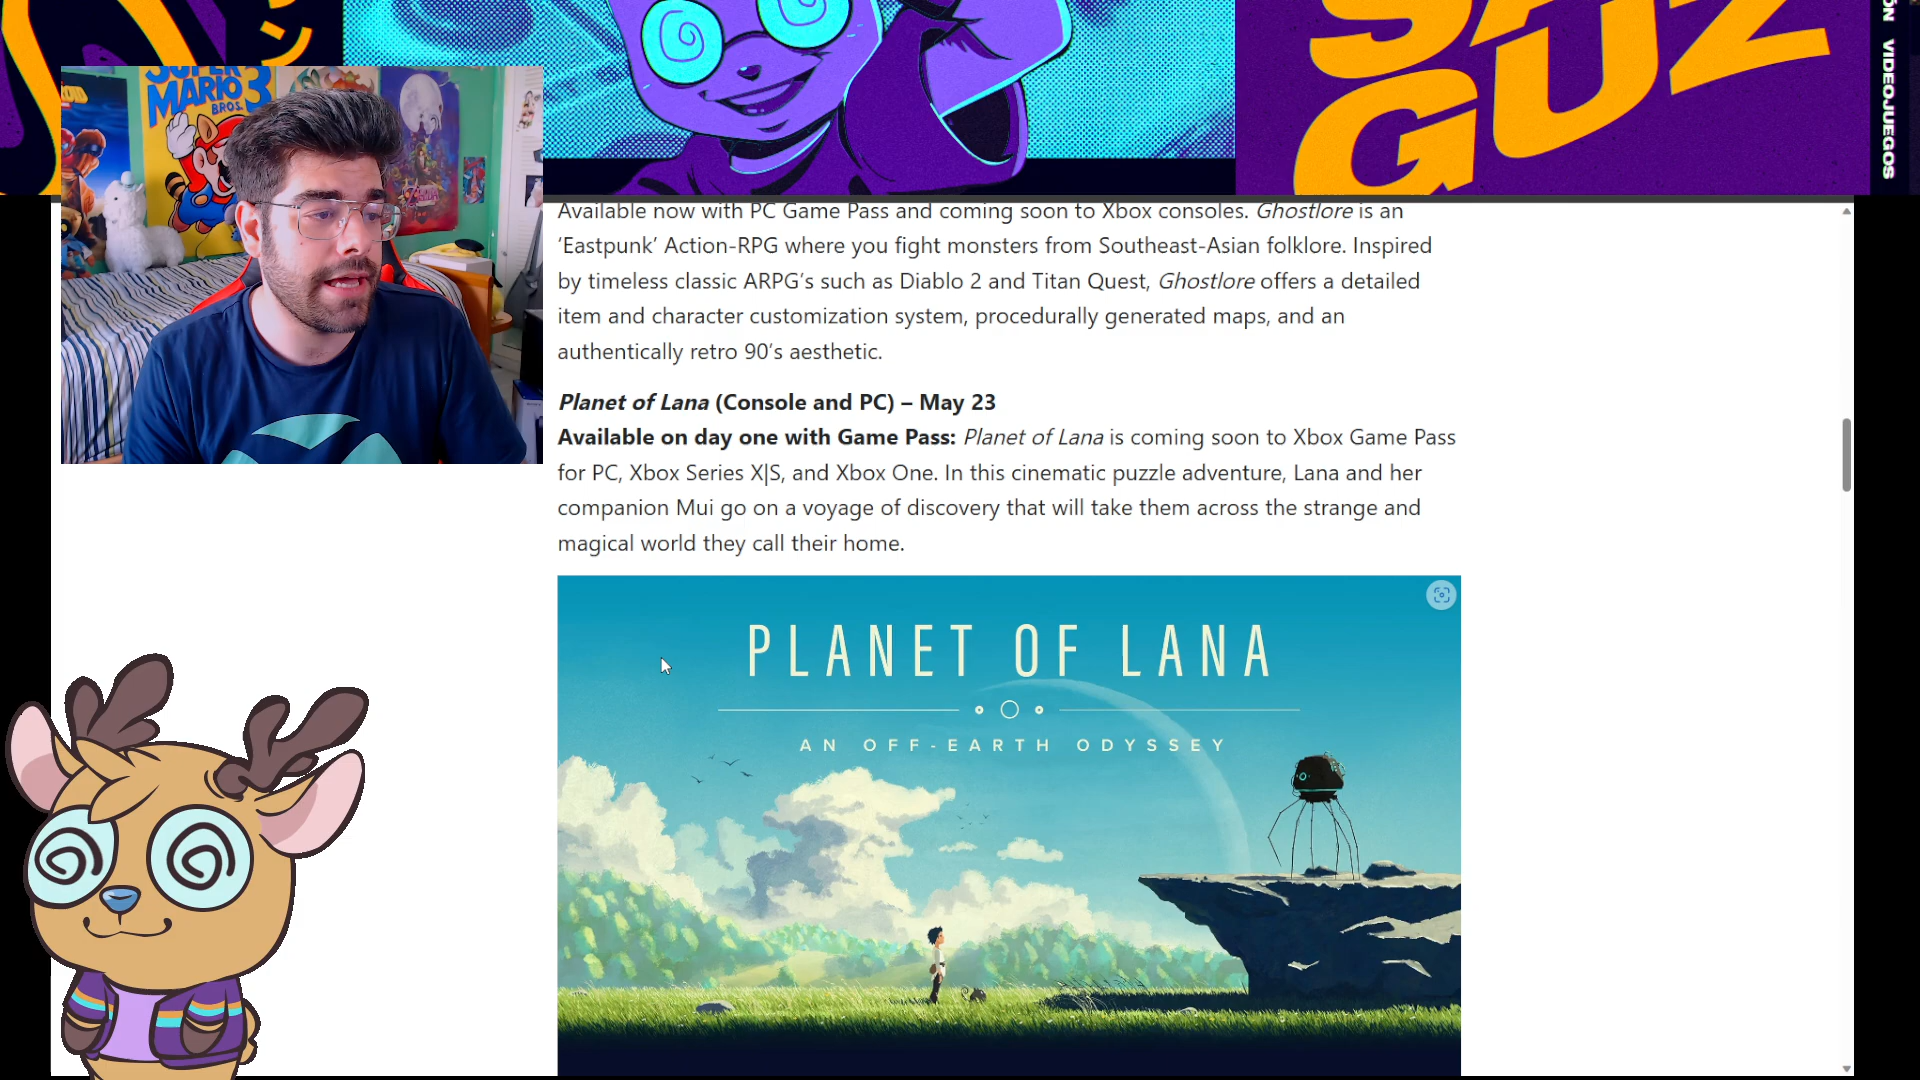 SA
GUZ
ÓN VIDEOJUEGOS
SUPER
MARIO
BROS. 3
Available now with PC Game Pass and coming soon to Xbox consoles. Ghostlore is an
‘Eastpunk’ Action-RPG where you fight monsters from Southeast-Asian folklore. Inspired
by timeless classic ARPG’s such as Diablo 2 and Titan Quest, Ghostlore offers a detailed
item and character customization system, procedurally generated maps, and an
authentically retro 90’s aesthetic.
Planet of Lana (Console and PC) – May 23
Available on day one with Game Pass: Planet of Lana is coming soon to Xbox Game Pass
for PC, Xbox Series X|S, and Xbox One. In this cinematic puzzle adventure, Lana and her
companion Mui go on a voyage of discovery that will take them across the strange and
magical world they call their home.
PLANET OF LANA
AN OFF-EARTH ODYSSEY